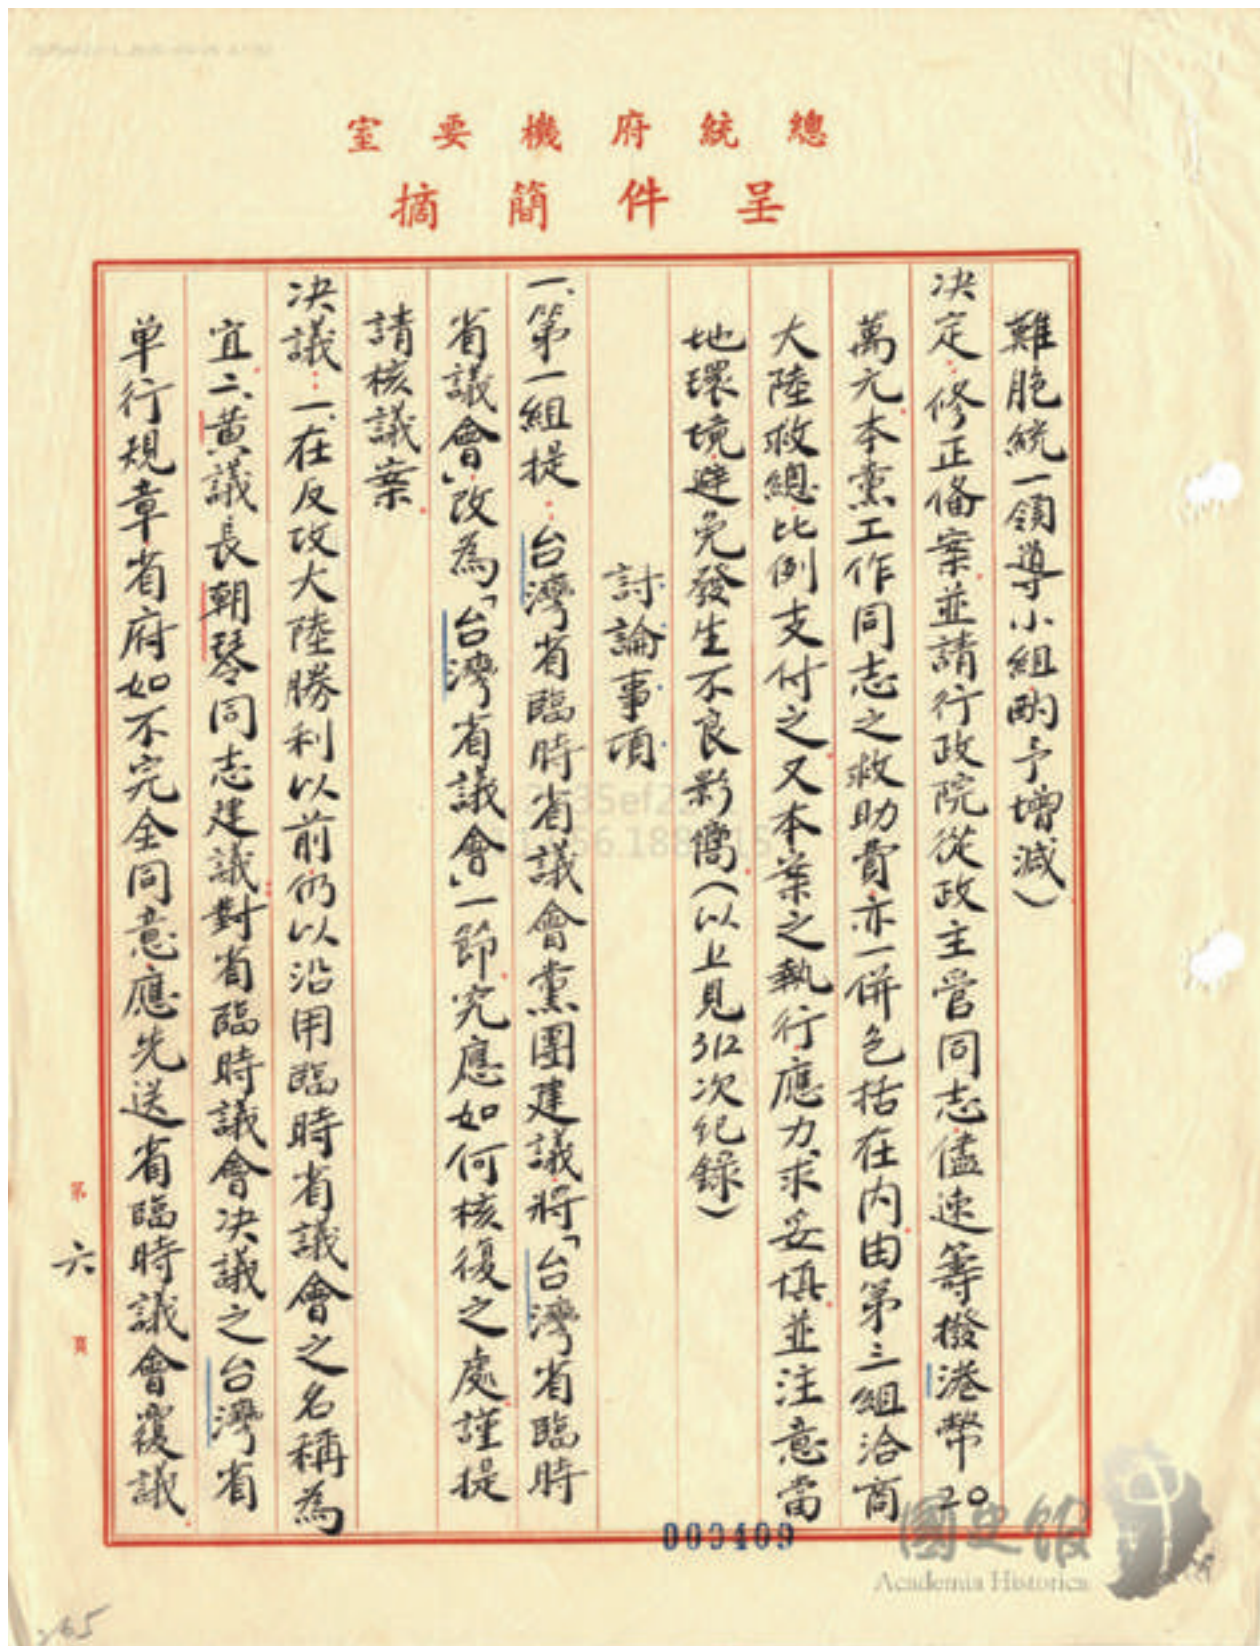 總統府機要室
呈件簡摘
難胞統一領導小組酌予增減）
決定：修正備案。並請行政院從政主管同志儘速籌撥港幣20
萬元。本黨工作同志之救助費，亦一併包括在內。由第三組洽商
大陸救總，比例支付之。又本案之執行，應力求妥慎。並注意當
地環境，避免發生不良影響。（以上見312次紀錄）
討論事項
一、第一組提：台灣省臨時省議會黨團建議，將「台灣省臨時
省議會」改為「台灣省議會」一節。究應如何核復之處。謹提
請核議案。
決議：一、在反攻大陸勝利以前，仍以沿用臨時省議會之名稱為
宜。二、黃議長朝琴同志建議：對省臨時議會決議之台灣省
單行規章，省府如不完全同意，應先送省臨時議會覆議。
第六頁
000409
265
國史館
Academia Historica